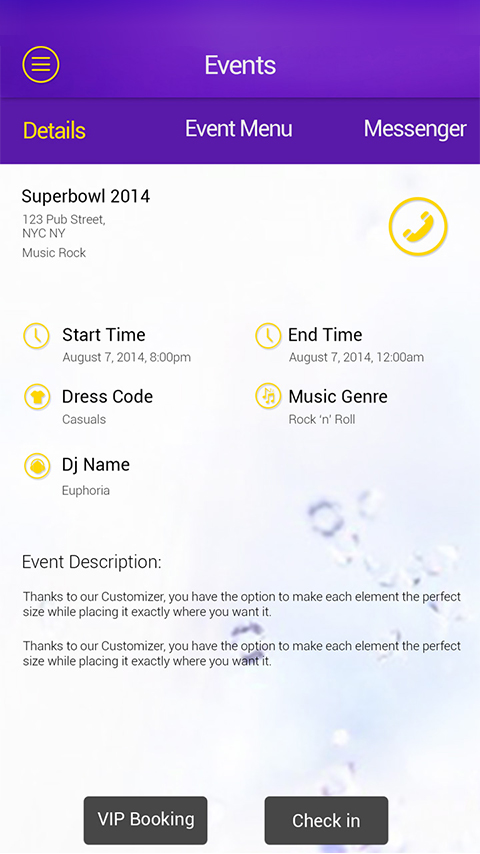 Events
Details
Event Menu
Messenger
Superbowl 2014
123 Pub Street,
NYC NY
Music Rock
Start Time
August 7, 2014, 8:00pm
End Time
August 7, 2014, 12:00am
Dress Code
Casuals
Music Genre
Rock ‘n’ Roll
Dj Name
Euphoria
Event Description:
Thanks to our Customizer, you have the option to make each element the perfect
size while placing it exactly where you want it.
Thanks to our Customizer, you have the option to make each element the perfect
size while placing it exactly where you want it.
VIP Booking
Check in